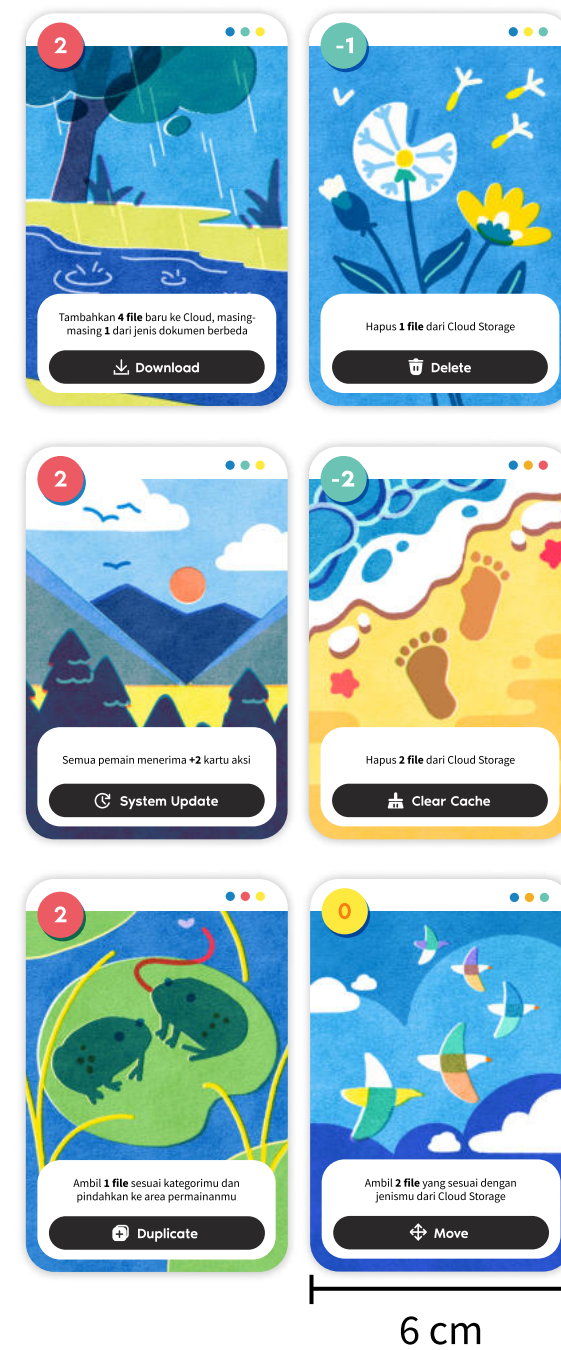 2
Tambahkan 4 file baru ke Cloud, masing-
masing 1 dari jenis dokumen berbeda
Download
-1
Hapus 1 file dari Cloud Storage
Delete
2
Semua pemain menerima +2 kartu aksi
System Update
-2
Hapus 2 file dari Cloud Storage
Clear Cache
2
Ambil 1 file sesuai kategorimu dan
pindahkan ke area permainanmu
Duplicate
0
Ambil 2 file yang sesuai dengan
jenismu dari Cloud Storage
Move
6 cm